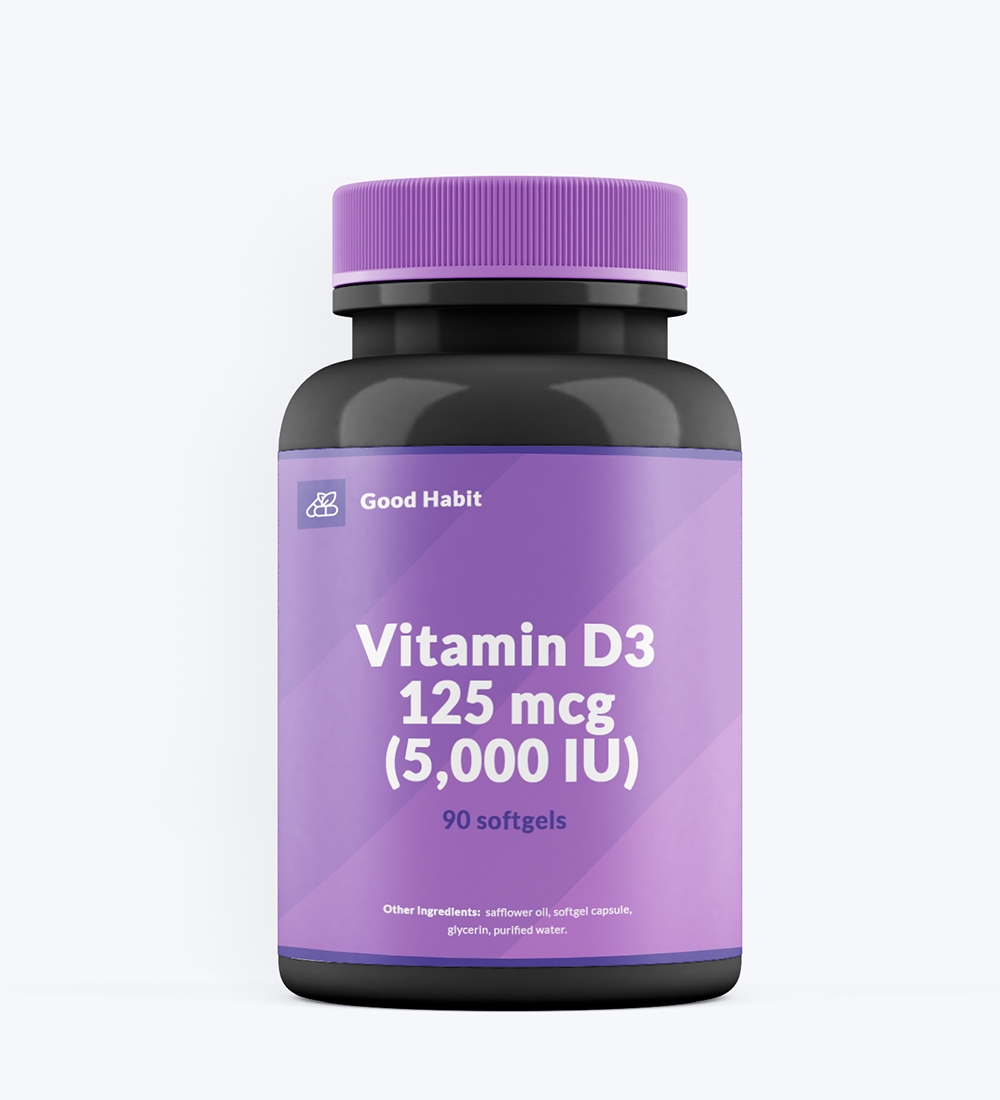 Good Habit
Vitamin D3
125 mcg
(5,000 IU)
90 softgels
Other Ingredients: safflower oil, softgel capsule,
glycerin, purified water.